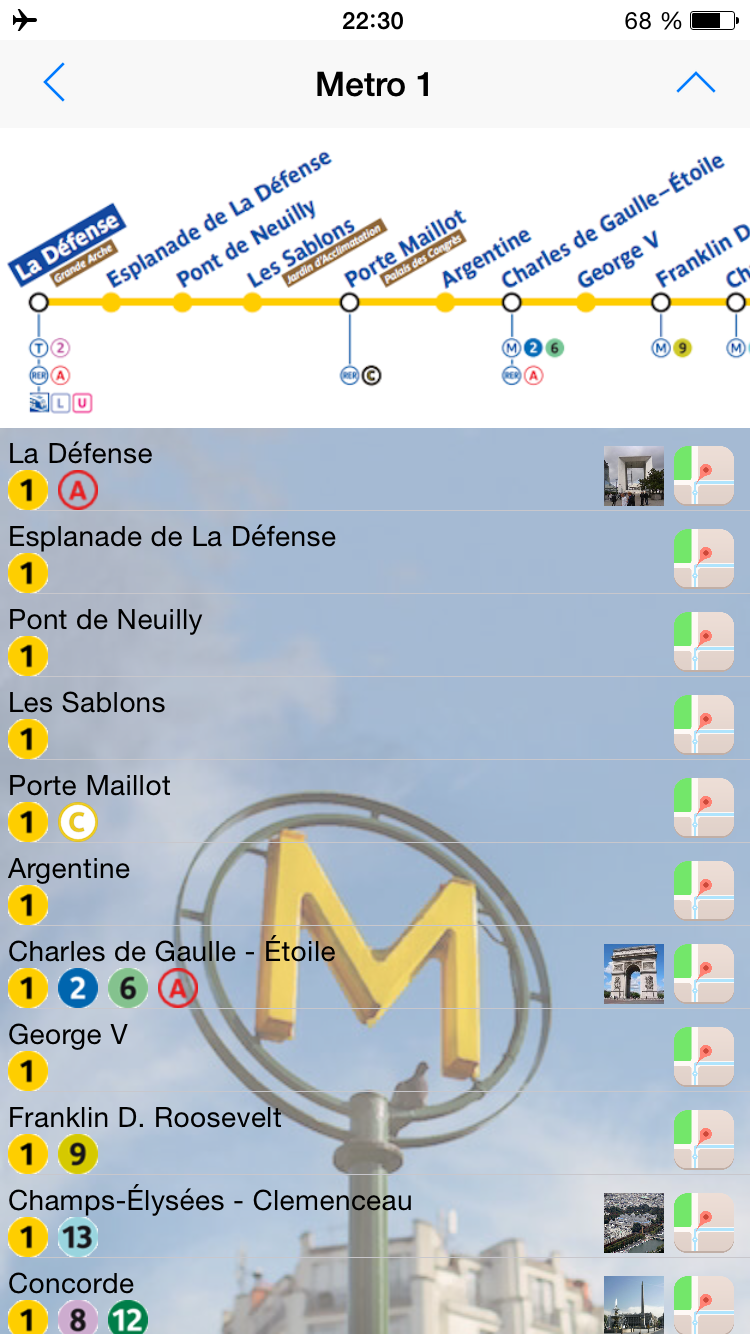 22:30
68 %
Metro 1
La Défense
Grande Arche
Esplanade de La Défense
Pont de Neuilly
Les Sablons
Jardin d'Acclimatation
Porte Maillot
Palais des Congrès
Argentine
Charles de Gaulle–Étoile
George V
Franklin D
Ch
T 2
M 2 6
M 9
M
RER A
RER C
RER A
L U
La Défense
1 A
Esplanade de La Défense
1
Pont de Neuilly
1
Les Sablons
1
Porte Maillot
1 C
Argentine
1
Charles de Gaulle - Étoile
1 2 6 A
George V
1
Franklin D. Roosevelt
1 9
Champs-Élysées - Clemenceau
1 13
Concorde
1 8 12
M